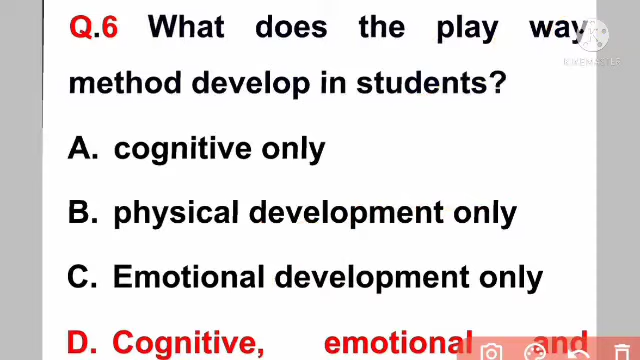 Q.6 What does the play way
method develop in students?
A. cognitive only
B. physical development only
C. Emotional development only
D. Cognitive, emotional and
KINEMASTER